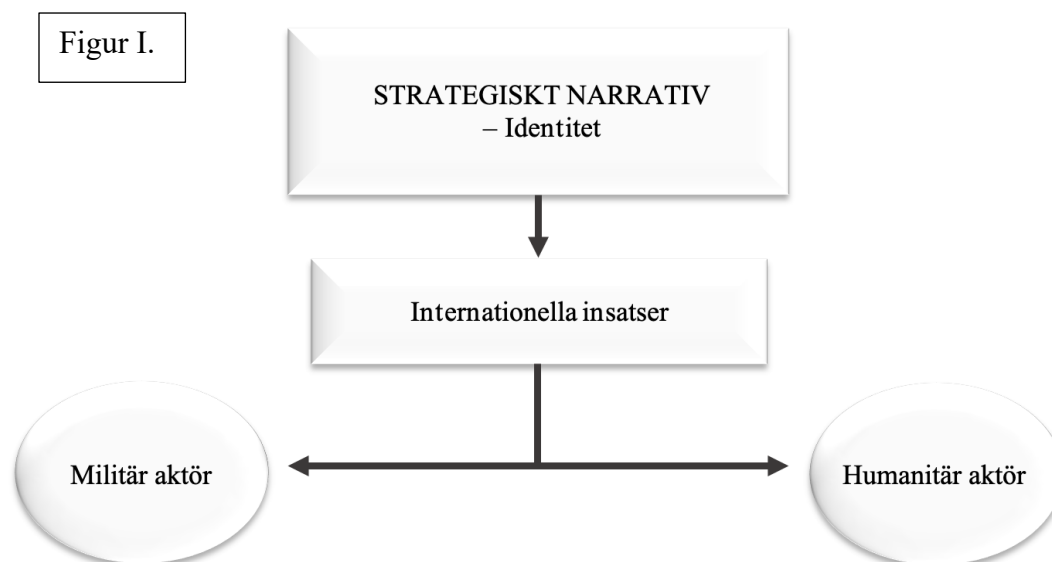 Figur I.
STRATEGISKT NARRATIV
– Identitet
Internationella insatser
Militär aktör
Humanitär aktör